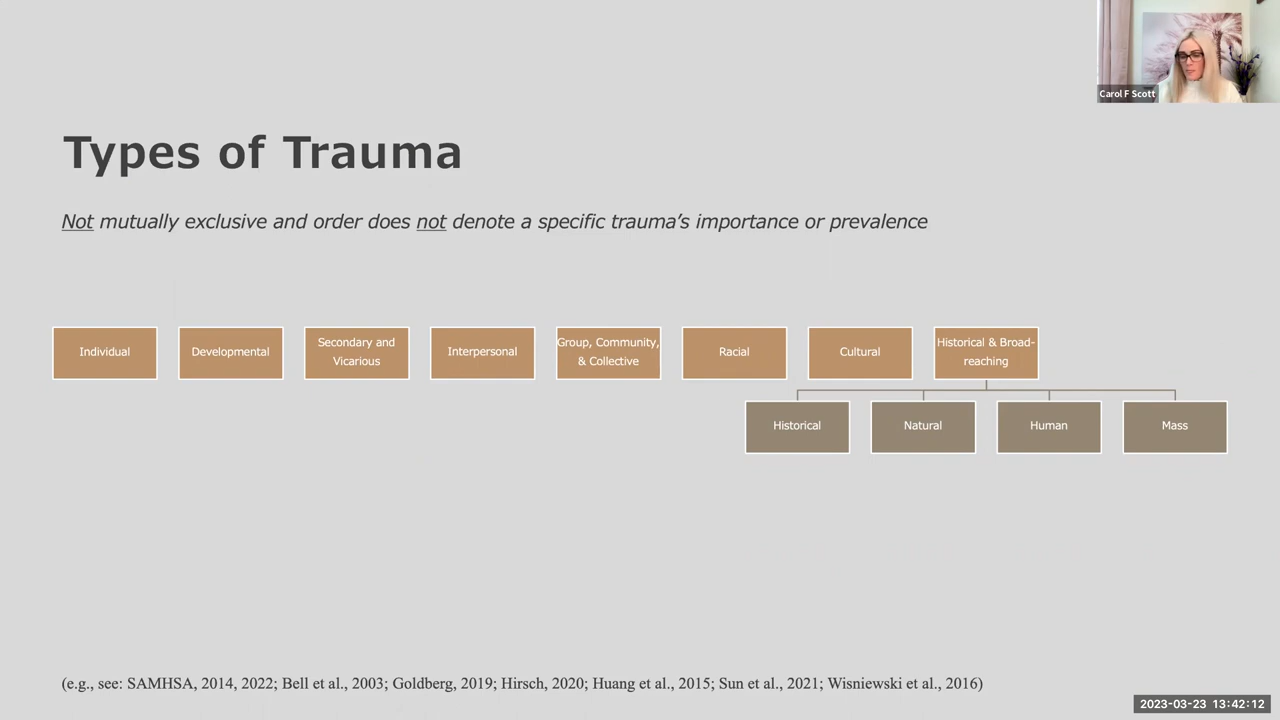 Carol F Scott
Types of Trauma
Not mutually exclusive and order does not denote a specific trauma’s importance or prevalence
Individual
Developmental
Secondary and
Vicarious
Interpersonal
Group, Community,
& Collective
Racial
Cultural
Historical & Broad-
reaching
Historical
Natural
Human
Mass
(e.g., see: SAMHSA, 2014, 2022; Bell et al., 2003; Goldberg, 2019; Hirsch, 2020; Huang et al., 2015; Sun et al., 2021; Wisniewski et al., 2016)
2023-03-23 13:42:12